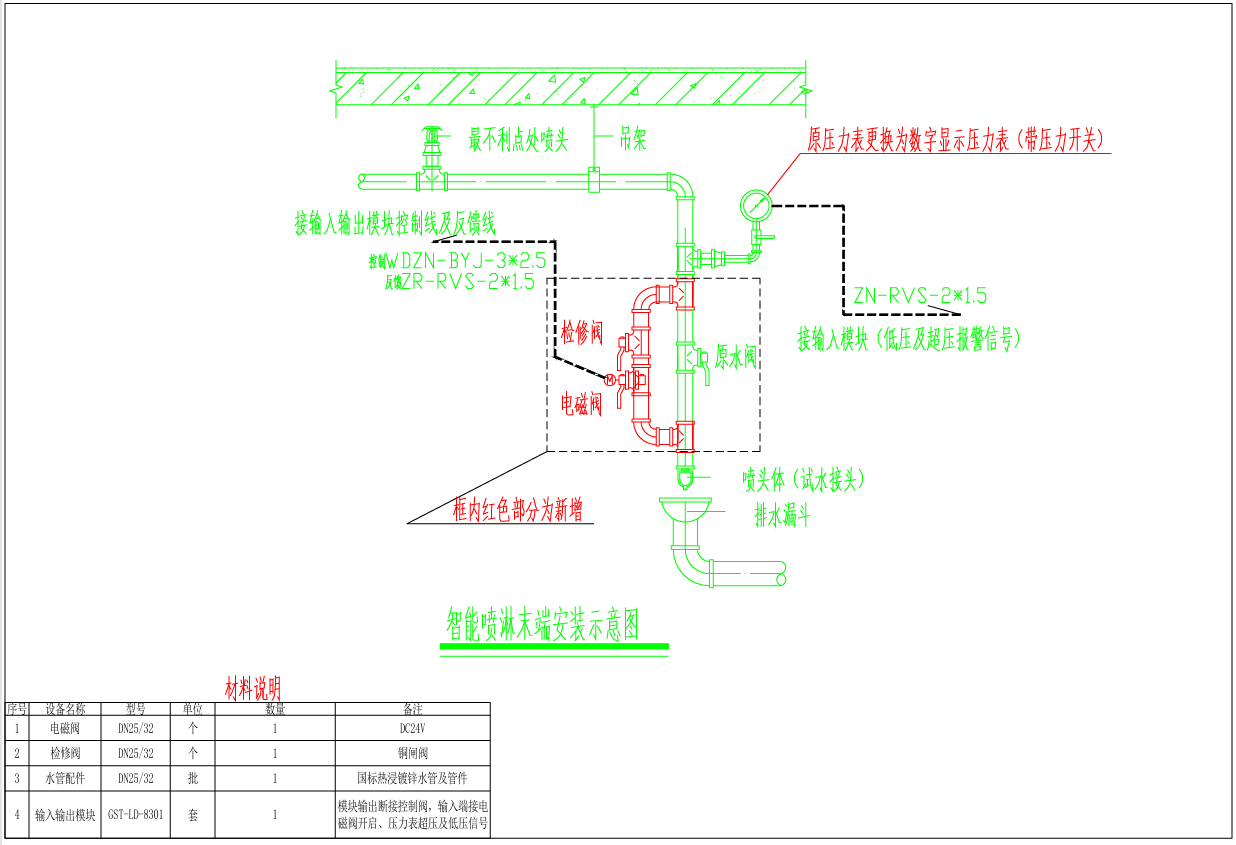 最不利点处喷头
吊架
原压力表更换为数字显示压力表（带压力开关）
接输入输出模块控制线及反馈线
控制WDZN-BYJ-3*2.5
反馈ZR-RVS-2*1.5
ZN-RVS-2*1.5
接输入模块（低压及超压报警信号）
检修阀
原水阀
M
电磁阀
喷头体（试水接头）
排水漏斗
框内红色部分为新增
智能喷淋末端安装示意图
材料说明
序号 设备名称 型号 单位 数量 备注
1 电磁阀 DN25/32 个 1 DC24V
2 检修阀 DN25/32 个 1 铜闸阀
3 水管配件 DN25/32 批 1 国标热浸镀锌水管及管件
4 输入输出模块 GST-LD-8301 套 1 模块输出断接控制阀，输入端接电
磁阀开启、压力表超压及低压信号